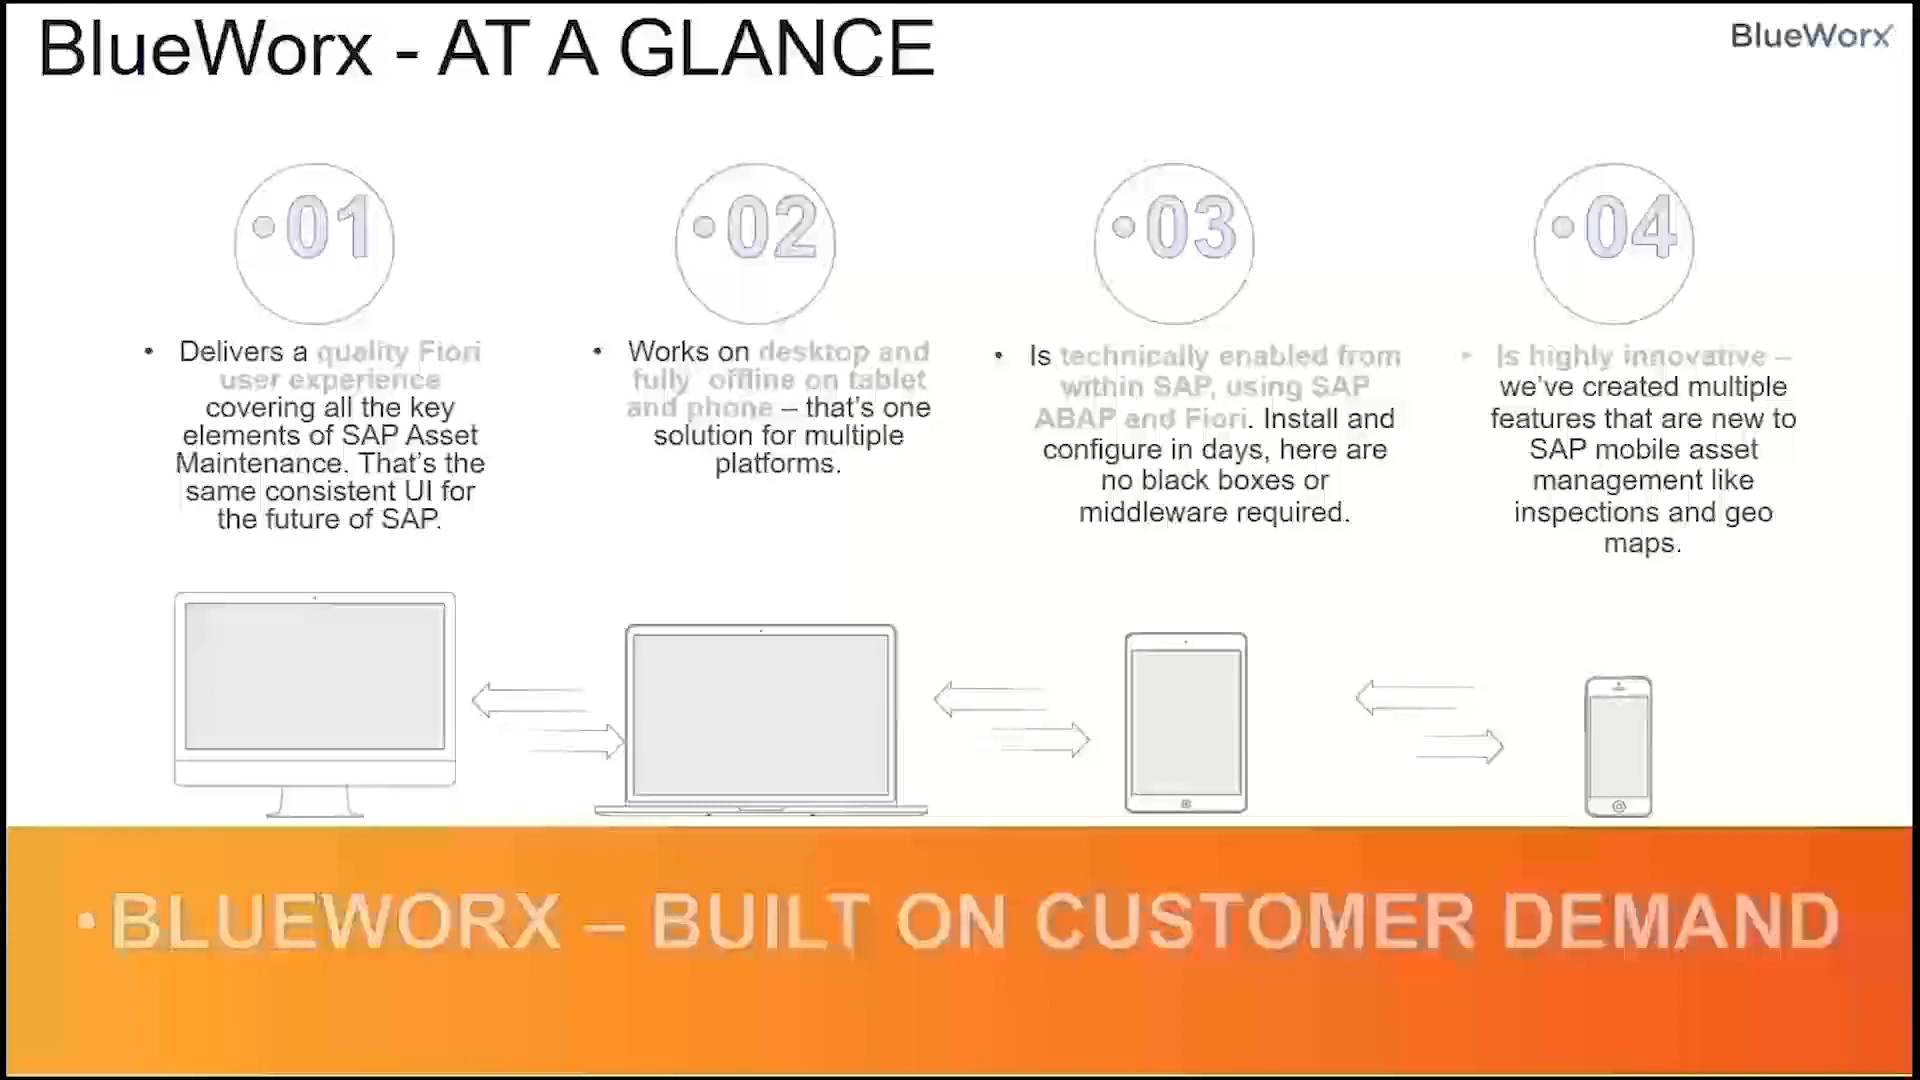 BlueWorx - AT A GLANCE
BlueWorx
• 01
• 02
• 03
• 04
• Delivers a quality Fiori
user experience
covering all the key
elements of SAP Asset
Maintenance. That's the
same consistent UI for
the future of SAP.
• Works on desktop and
fully offline on tablet
and phone – that's one
solution for multiple
platforms.
• Is technically enabled from
within SAP, using SAP
ABAP and Fiori. Install and
configure in days, here are
no black boxes or
middleware required.
• Is highly innovative –
we've created multiple
features that are new to
SAP mobile asset
management like
inspections and geo
maps.
• BLUEWORX – BUILT ON CUSTOMER DEMAND